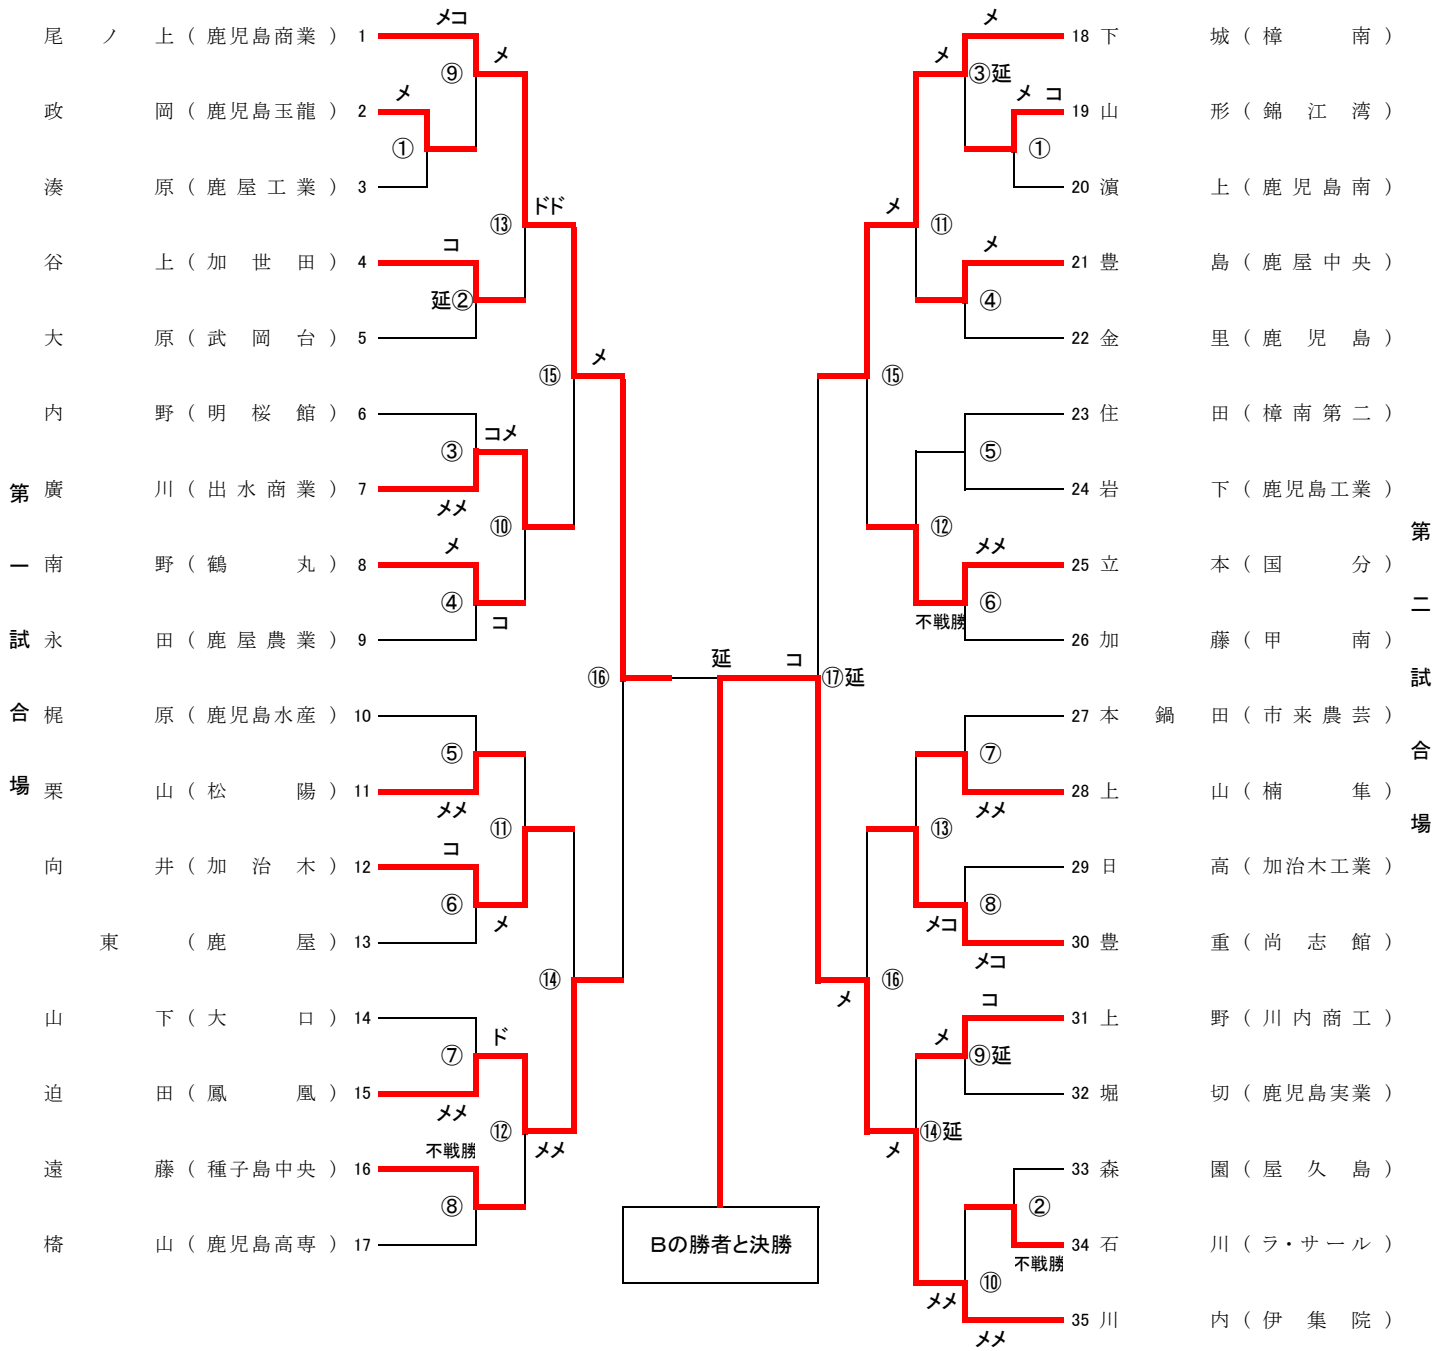 尾ノ上（鹿児島商業） 1
政岡（鹿児島玉龍） 2
湊原（鹿屋工業） 3
谷上（加世田） 4
大原（武岡台） 5
内野（明桜館） 6
廣川（出水商業） 7
南野（鶴丸） 8
永田（鹿屋農業） 9
梶原（鹿児島水産） 10
栗山（松陽） 11
向井（加治木） 12
東（鹿屋） 13
山下（大口） 14
迫田（鳳凰） 15
遠藤（種子島中央） 16
樗山（鹿児島高専） 17
第一試合場
メコ
⑨
メ
メ
①
⑬
ドド
コ
延②
⑮
メ
③
コメ
メメ
⑩
メ
④
コ
⑯
⑤
メメ
⑪
コ
⑥
メ
⑭
⑦
ド
メメ
⑫
メメ
不戦勝
⑧
延
コ
⑰延
Bの勝者と決勝
メ
メ
③延
メ コ
①
メ
⑪
メ
④
⑮
⑤
⑫
メメ
⑥
不戦勝
⑦
メメ
⑬
⑧
メコ
メコ
⑯
メ
コ
メ
⑨延
⑭延
メ
②
不戦勝
⑩
メメ
メメ
18 下城（樟南）
19 山形（錦江湾）
20 濵上（鹿児島南）
21 豊島（鹿屋中央）
22 金里（鹿児島）
23 住田（樟南第二）
24 岩下（鹿児島工業）
25 立本（国分）
26 加藤（甲南）
27 本鍋田（市来農芸）
28 上山（楠隼）
29 日高（加治木工業）
30 豊重（尚志館）
31 上野（川内商工）
32 堀切（鹿児島実業）
33 森園（屋久島）
34 石川（ラ・サール）
35 川内（伊集院）
第二試合場